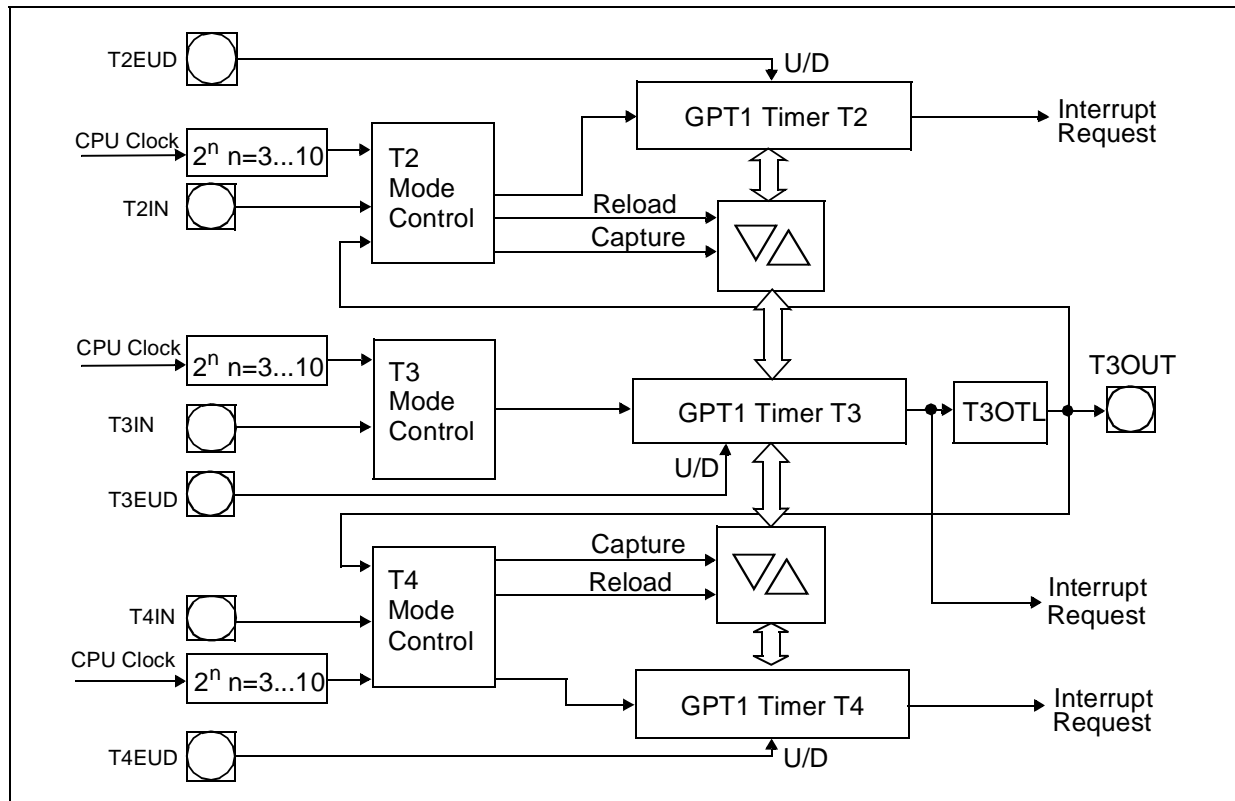 T2EUD
U/D
GPT1 Timer T2
Interrupt
Request
CPU Clock
2ⁿ n=3...10
T2
Mode
Control
T2IN
Reload
Capture
CPU Clock
2ⁿ n=3...10
T3
Mode
Control
T3IN
GPT1 Timer T3
T3OTL
T3OUT
U/D
T3EUD
Capture
Reload
T4
Mode
Control
T4IN
Interrupt
Request
CPU Clock
2ⁿ n=3...10
GPT1 Timer T4
Interrupt
Request
T4EUD
U/D